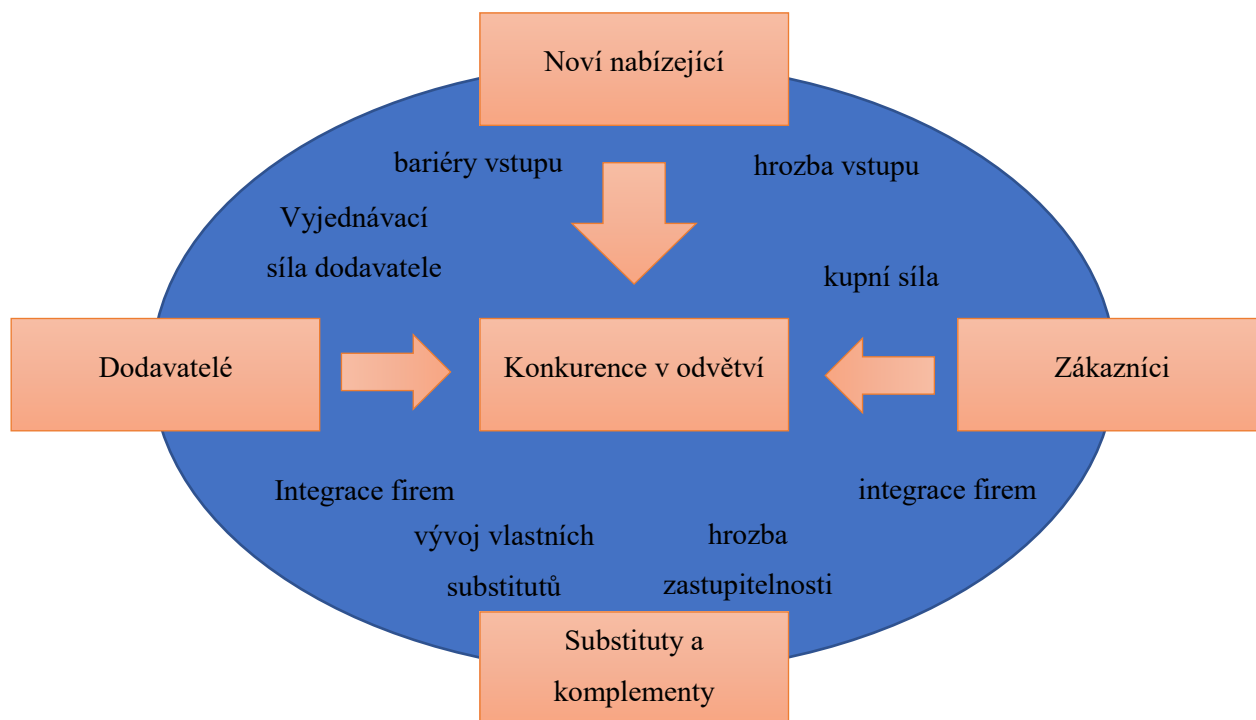 Noví nabízející
bariéry vstupu
hrozba vstupu
Vyjednávací
síla dodavatele
kupní síla
Dodavatelé
Konkurence v odvětví
Zákazníci
Integrace firem
integrace firem
vývoj vlastních
substitutů
hrozba
zastupitelnosti
Substituty a
komplementy